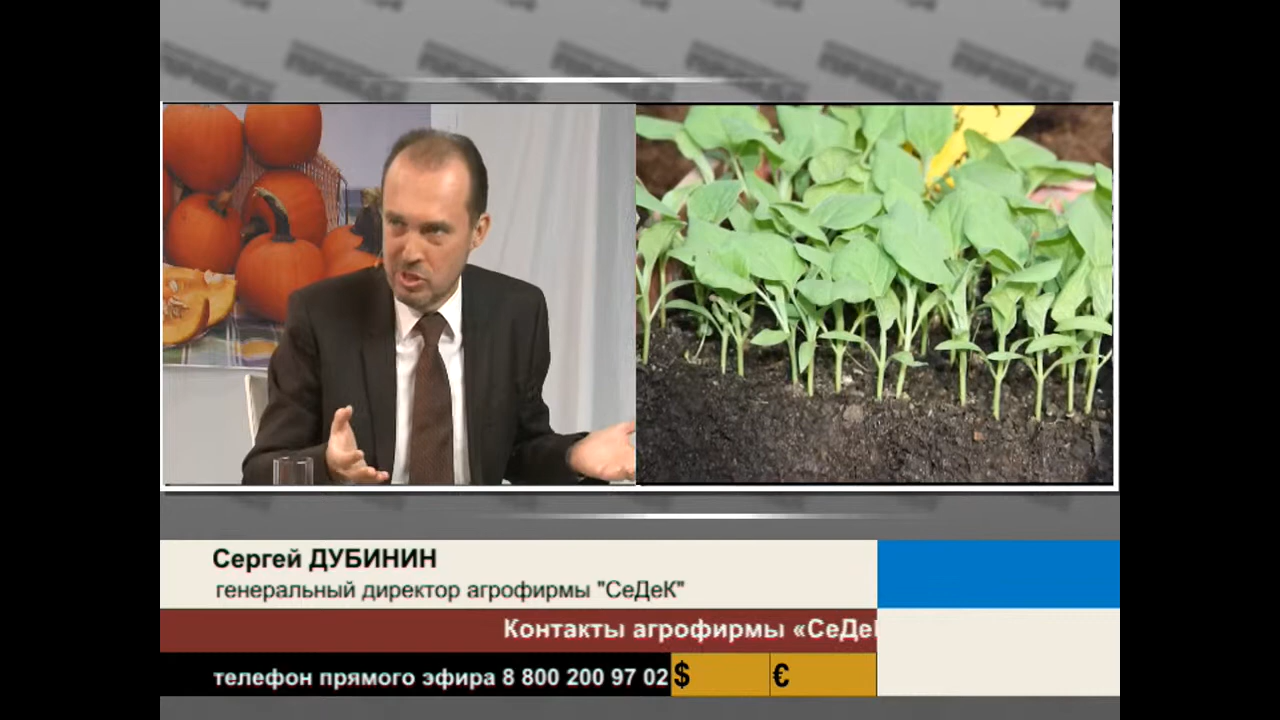 Сергей ДУБИНИН
генеральный директор агрофирмы "СеДеК"
Контакты агрофирмы «СеДе
телефон прямого эфира 8 800 200 97 02
$ €